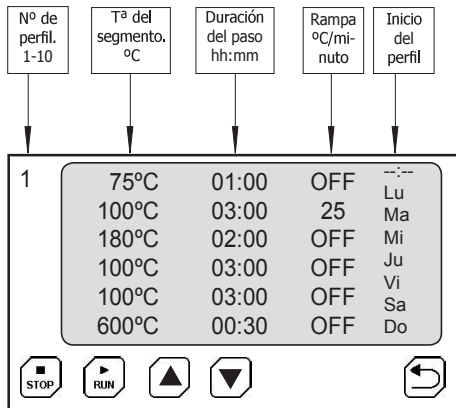 Nº de
perfil.
1-10
Tª del
segmento.
ºC
Duración
del paso
hh:mm
Rampa
ºC/mi-
nuto
Inicio
del
perfil
1
75ºC 01:00 OFF --:--
Lu
100ºC 03:00 25 Ma
180ºC 02:00 OFF Mi
100ºC 03:00 OFF Ju
100ºC 03:00 OFF Vi
Sa
600ºC 00:30 OFF Do
STOP RUN